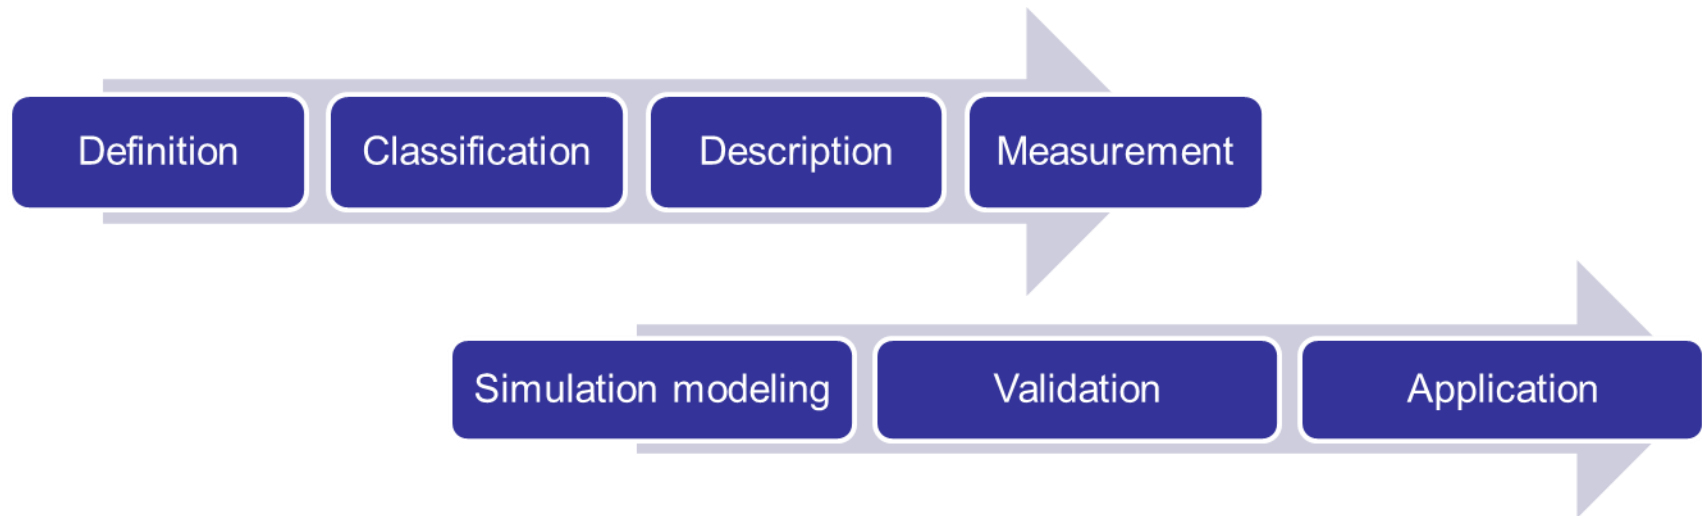 Definition
Classification
Description
Measurement
Simulation modeling
Validation
Application